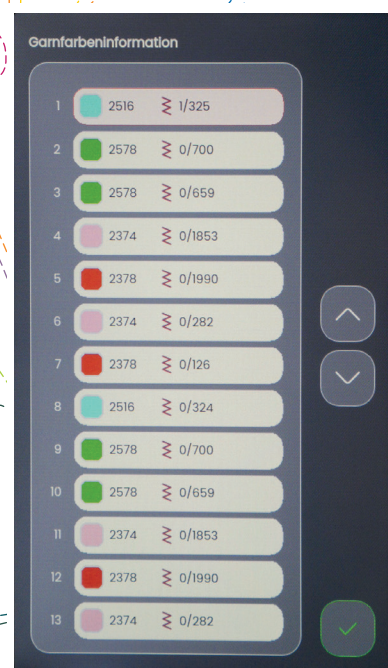 Garnfarbeninformation
1 2516 1/325
2 2578 0/700
3 2578 0/659
4 2374 0/1853
5 2378 0/1990
6 2374 0/282
7 2378 0/126
8 2516 0/324
9 2578 0/700
10 2578 0/659
11 2374 0/1853
12 2378 0/1990
13 2374 0/282